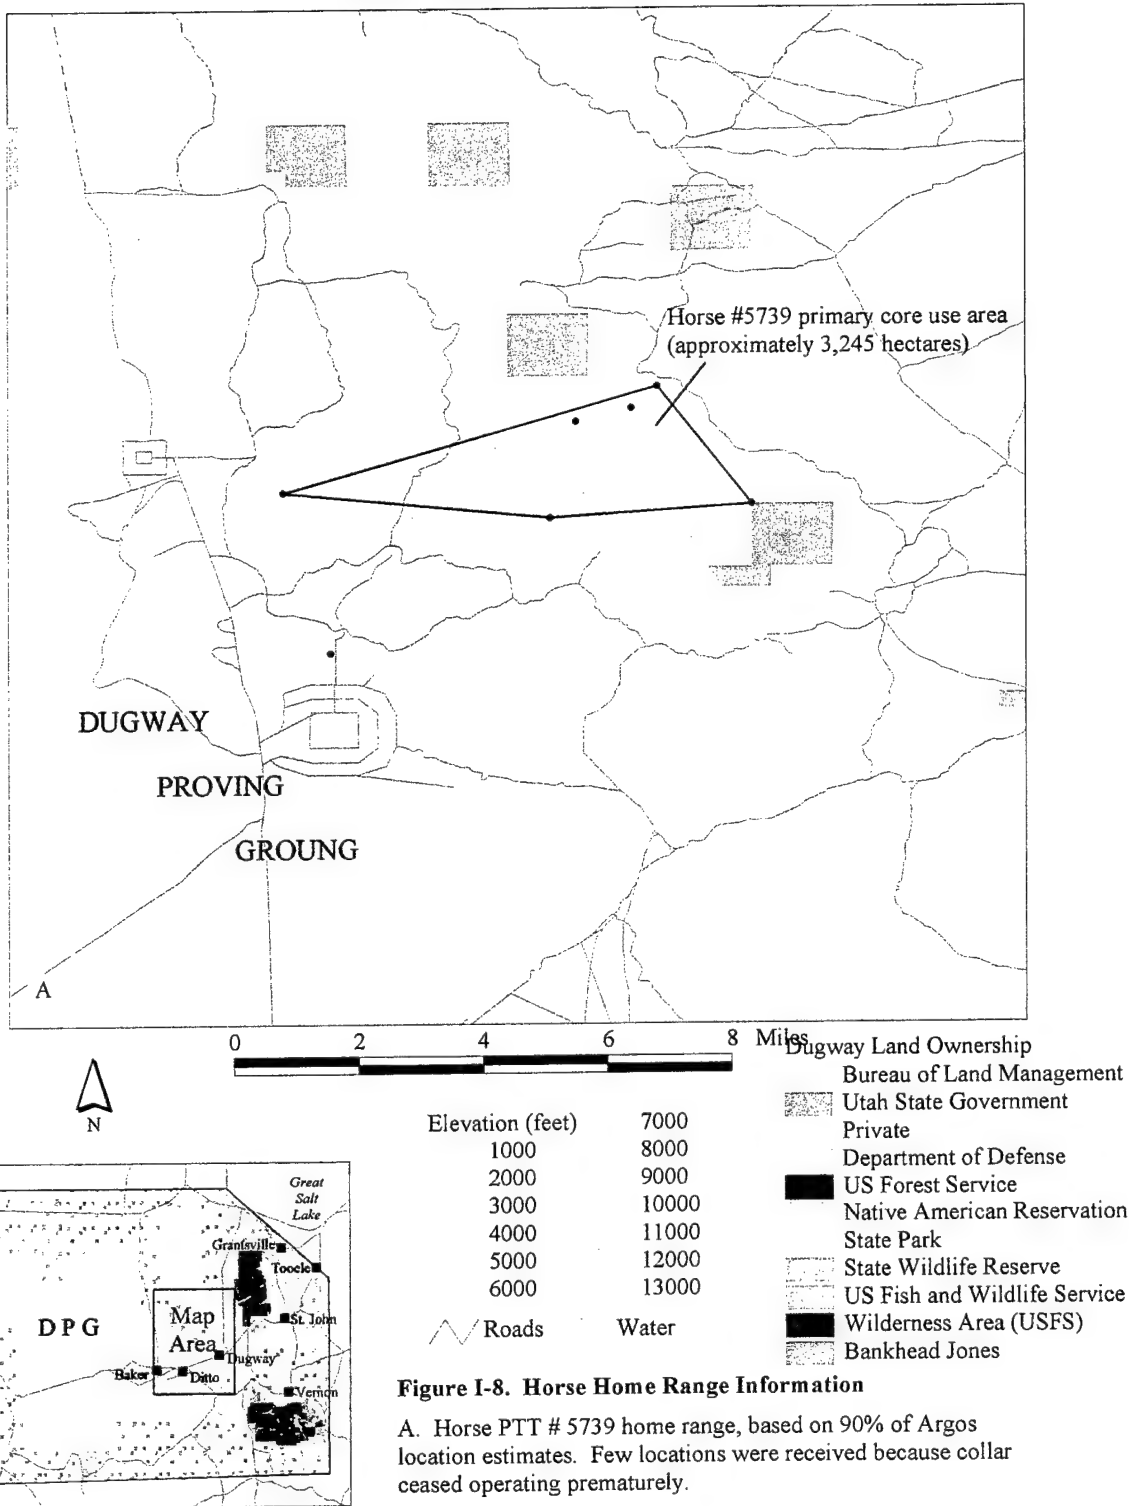 Horse #5739 primary core use area
(approximately 3,245 hectares)
DUGWAY
PROVING
GROUNG
A
0 2 4 6 8 Miles
N
Dugway Land Ownership
Bureau of Land Management
Utah State Government
Private
Department of Defense
US Forest Service
Native American Reservation
State Park
State Wildlife Reserve
US Fish and Wildlife Service
Wilderness Area (USFS)
Bankhead Jones
Elevation (feet)
1000
2000
3000
4000
5000
6000
7000
8000
9000
10000
11000
12000
13000
Roads
Water
Great
Salt
Lake
Grantsville
Tooele
St. John
Map
Area
DPG
Dugway
Baker
Ditto
Vernon
Figure I-8. Horse Home Range Information
A. Horse PTT # 5739 home range, based on 90% of Argos
location estimates. Few locations were received because collar
ceased operating prematurely.